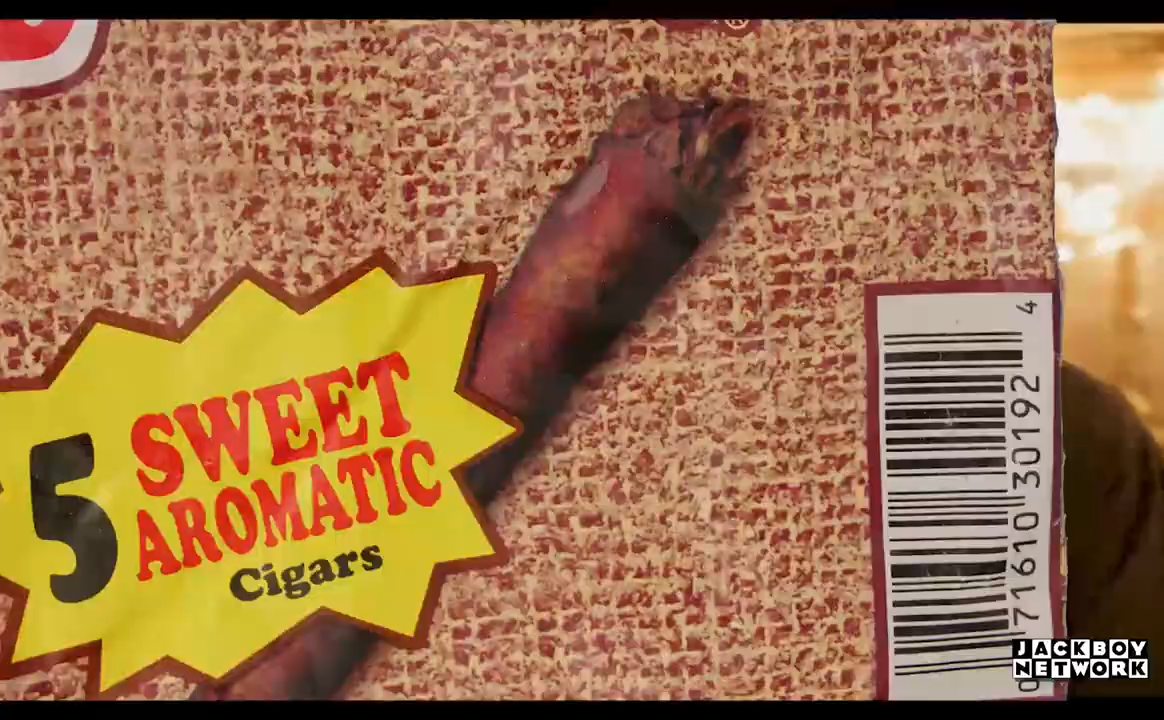 ®
5
SWEET
AROMATIC
Cigars
0 71610 30192 4
JACKBOY
NETWORK